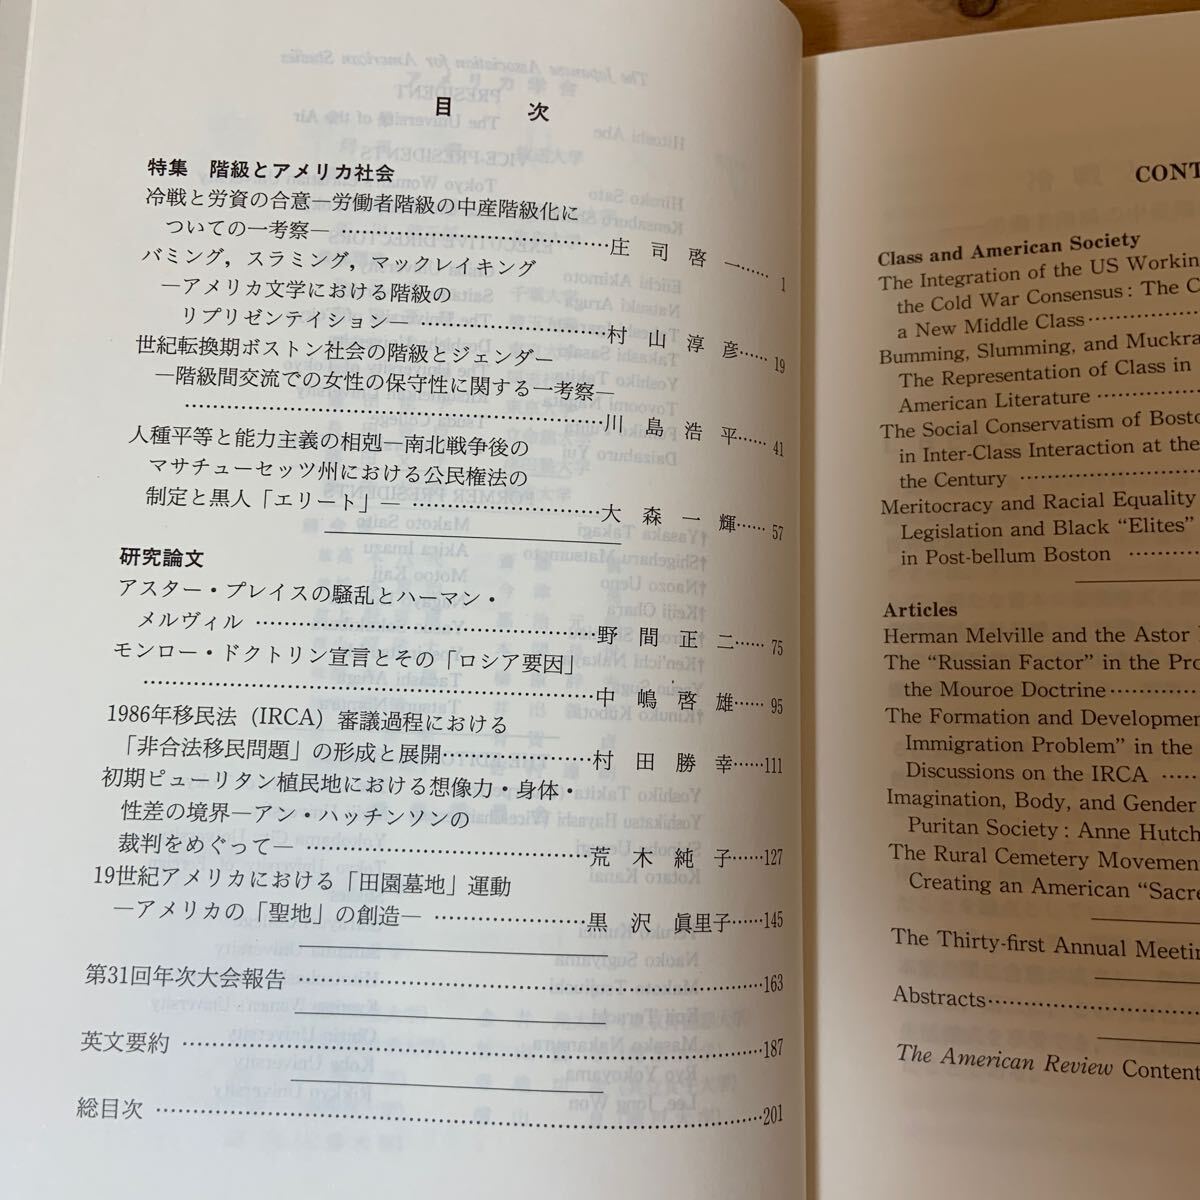 目　次
特集　階級とアメリカ社会
冷戦と労資の合意―労働者階級の中産階級化に
ついての一考察―……………………………庄司啓一……1
バミング，スラミング，マックレイキング
―アメリカ文学における階級の
リプリゼンテイション―……………………村山淳彦……19
世紀転換期ボストン社会の階級とジェンダー
―階級間交流での女性の保守性に関する一考察―
………………………………………………川島浩平……41
人種平等と能力主義の相剋―南北戦争後の
マサチューセッツ州における公民権法の
制定と黒人「エリート」―……………………大森一輝……57
研究論文
アスター・プレイスの騒乱とハーマン・
メルヴィル……………………………………野間正二……75
モンロー・ドクトリン宣言とその「ロシア要因」
…………………………………………………中嶋啓雄……95
1986年移民法（IRCA）審議過程における
「非合法移民問題」の形成と展開………………村田勝幸……111
初期ピューリタン植民地における想像力・身体・
性差の境界―アン・ハッチンソンの
裁判をめぐって―……………………………荒木純子……127
19世紀アメリカにおける「田園墓地」運動
―アメリカの「聖地」の創造―………………黒沢眞里子……145
第31回年次大会報告……………………………………………163
英文要約…………………………………………………………187
総目次……………………………………………………………201
CONT
Class and American Society
The Integration of the US Workin
the Cold War Consensus: The C
a New Middle Class……………
Bumming, Slumming, and Muckra
The Representation of Class in
American Literature……………
The Social Conservatism of Bosto
in Inter-Class Interaction at the
the Century……………
Meritocracy and Racial Equality
Legislation and Black “Elites”
in Post-bellum Boston……
Articles
Herman Melville and the Astor
The “Russian Factor” in the Pro
the Mouroe Doctrine……………
The Formation and Developmen
Immigration Problem” in the
Discussions on the IRCA……
Imagination, Body, and Gender
Puritan Society: Anne Hutch
The Rural Cemetery Movemen
Creating an American “Sacre
The Thirty-first Annual Meetin
Abstracts……………………
The American Review Content